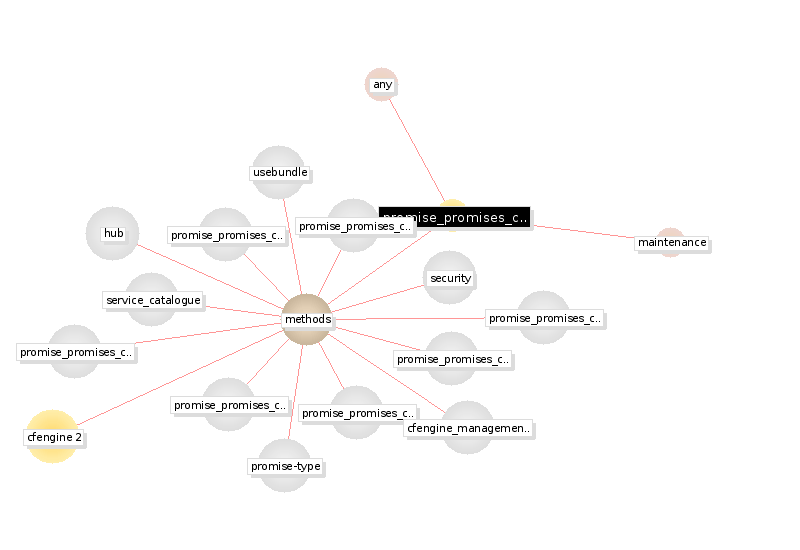 any
usebundle
promise_promises_c..
promise_promises_c..
promise_promises_c..
hub
maintenance
security
service_catalogue
methods
promise_promises_c..
promise_promises_c..
promise_promises_c..
promise_promises_c..
promise_promises_c..
cfengine_managemen..
cfengine 2
promise-type